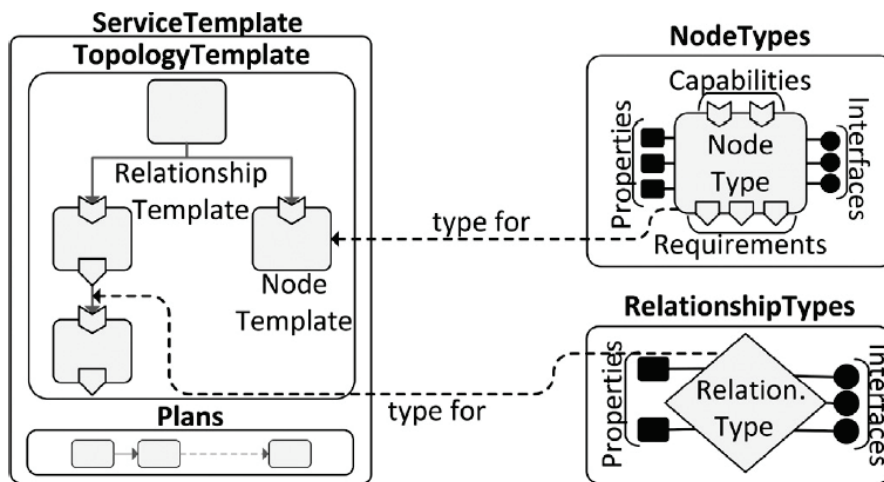 ServiceTemplate
TopologyTemplate
Relationship
Template
Node
Template
Plans
type for
type for
NodeTypes
Capabilities
Properties
Node
Type
Interfaces
Requirements
RelationshipTypes
Properties
Relation.
Type
Interfaces